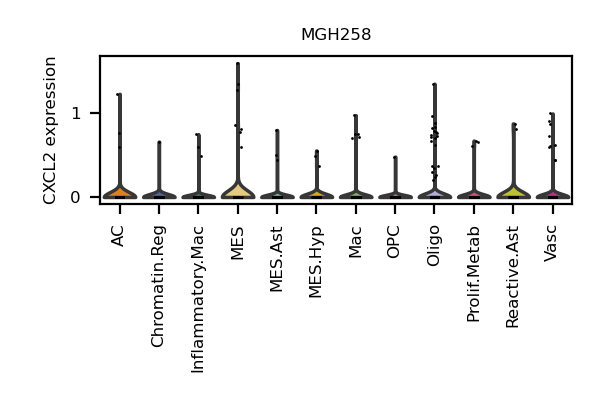 MGH258
CXCL2 expression
1
0
AC
Chromatin.Reg
Inflammatory.Mac
MES
MES.Ast
MES.Hyp
Mac
OPC
Oligo
Prolif.Metab
Reactive.Ast
Vasc